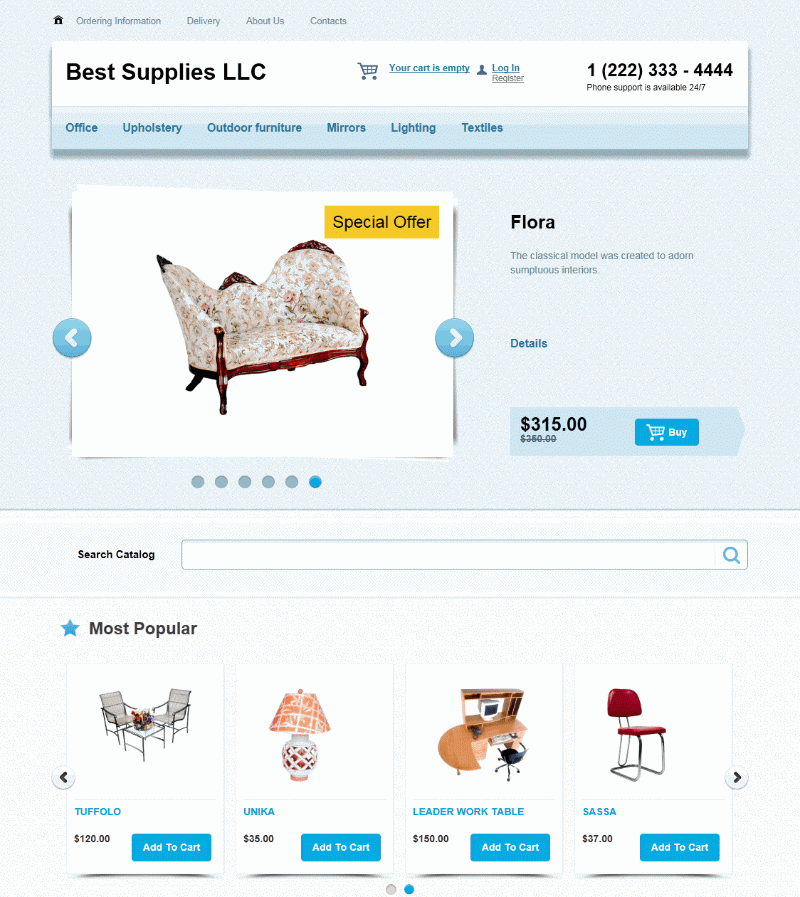 Ordering Information Delivery About Us Contacts
Best Supplies LLC
Your cart is empty
Log In
Register
1 (222) 333 - 4444
Phone support is available 24/7
Office Upholstery Outdoor furniture Mirrors Lighting Textiles
Special Offer
Flora
The classical model was created to adorn
sumptuous interiors.
Details
$315.00
$350.00
Buy
Search Catalog
Most Popular
TUFFOLO
$120.00
Add To Cart
UNIKA
$35.00
Add To Cart
LEADER WORK TABLE
$150.00
Add To Cart
SASSA
$37.00
Add To Cart